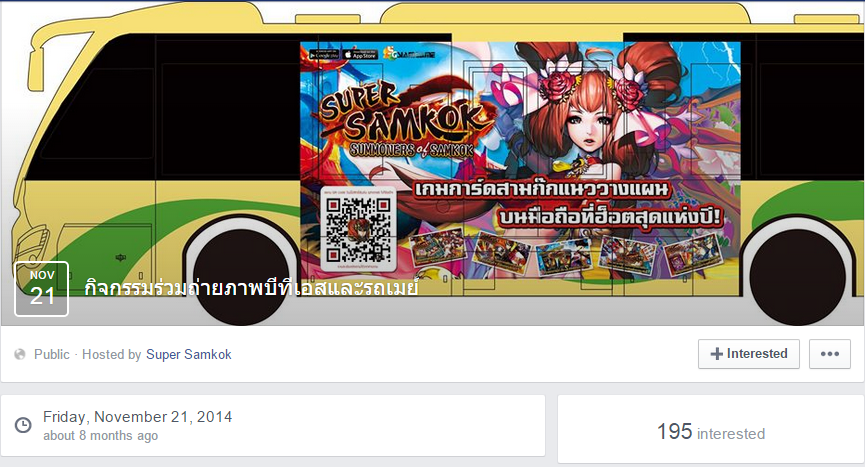 Google Play
App Store
SUPER
SAMKOK
SUMMONERS of SAMKOK
เกมการ์ดสามก๊กแนววางแผน
บนมือถือที่ฮ็อตสุดแห่งปี!
NOV
21
กิจกรรมร่วมถ่ายภาพบีทีเอสและรถเมย์
Public · Hosted by Super Samkok
Interested
Friday, November 21, 2014
about 8 months ago
195 interested